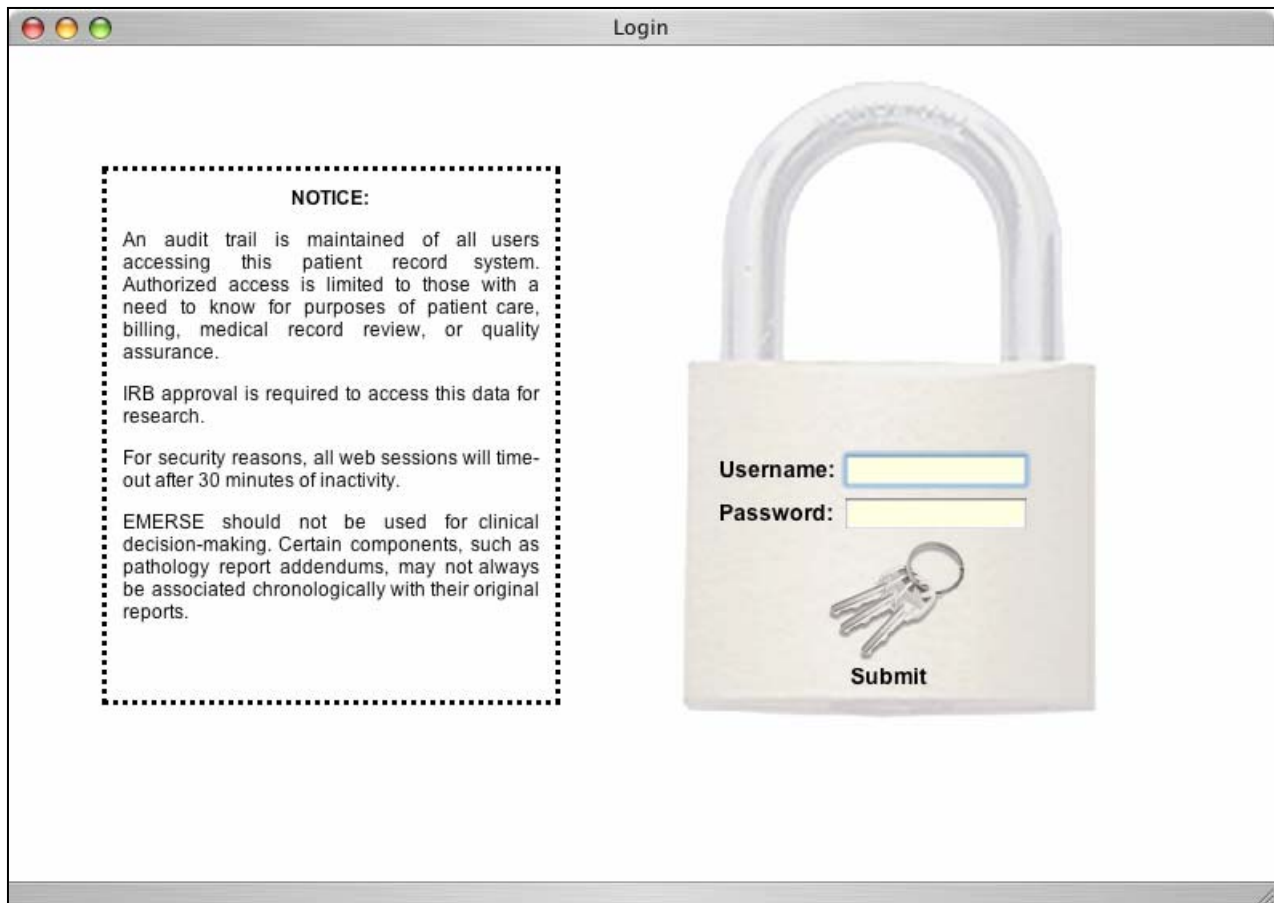 Login
NOTICE:
An audit trail is maintained of all users
accessing this patient record system.
Authorized access is limited to those with a
need to know for purposes of patient care,
billing, medical record review, or quality
assurance.
IRB approval is required to access this data for
research.
For security reasons, all web sessions will time-
out after 30 minutes of inactivity.
EMERSE should not be used for clinical
decision-making. Certain components, such as
pathology report addendums, may not always
be associated chronologically with their original
reports.
Username:
Password:
Submit